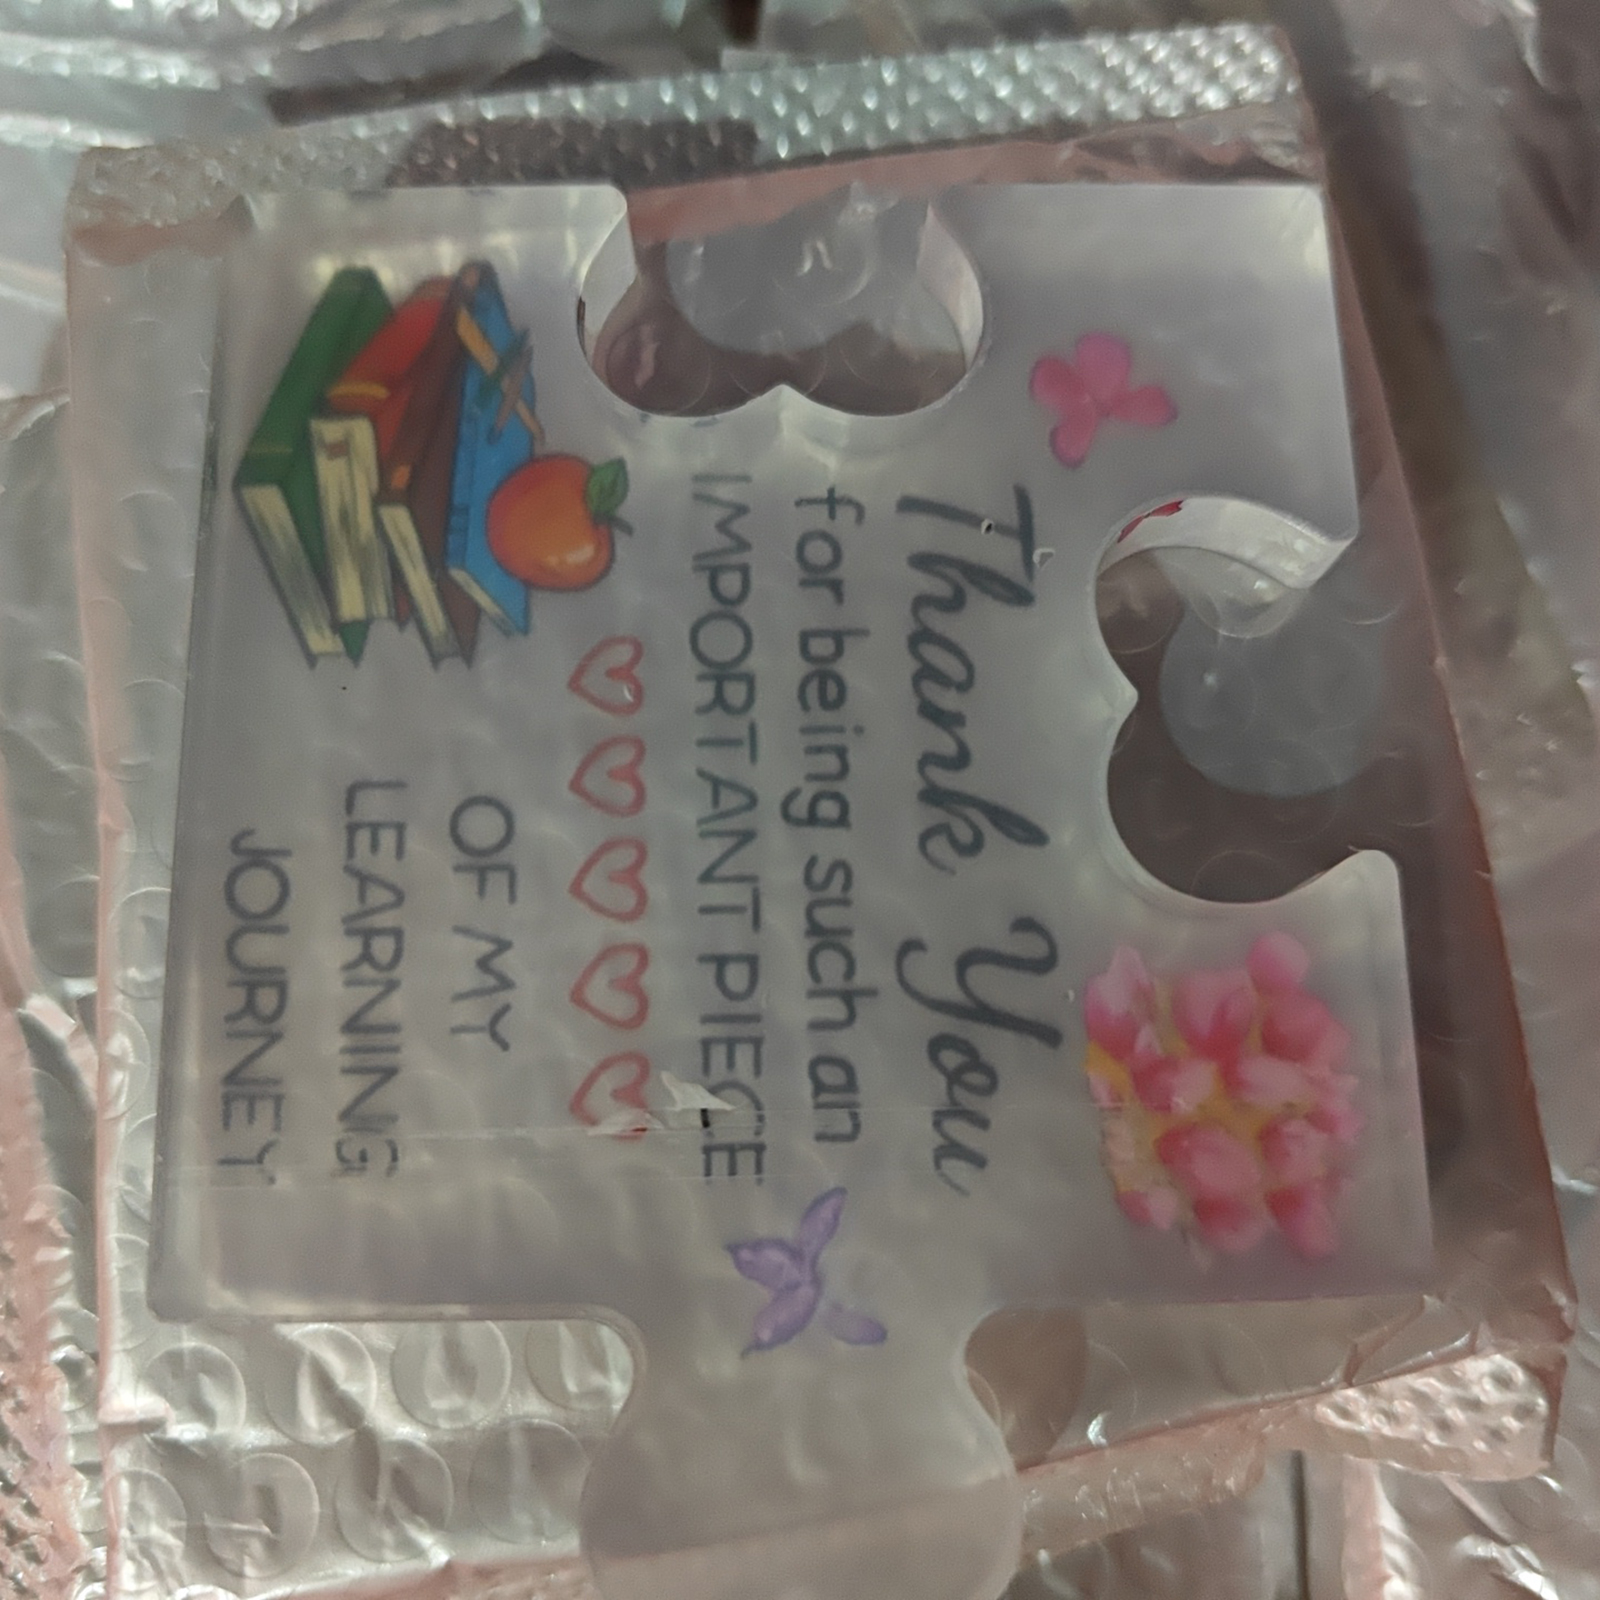 Thank You
for being such an
IMPORTANT PIECE
OF MY
LEARNING
JOURNEY